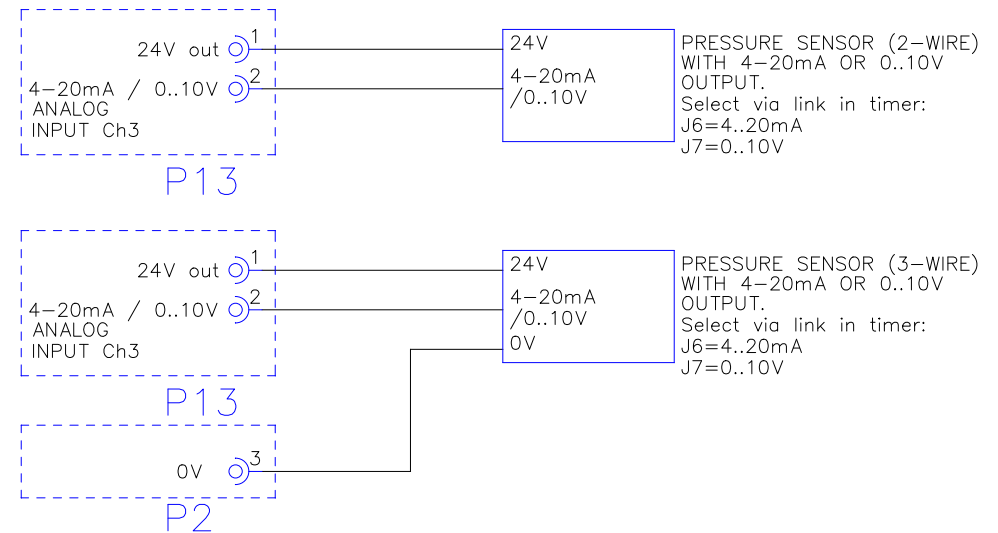 24V out 1
4-20mA / 0..10V 2
ANALOG
INPUT Ch3
P13
24V
4-20mA
/0..10V
PRESSURE SENSOR (2-WIRE)
WITH 4-20mA OR 0..10V
OUTPUT.
Select via link in timer:
J6=4..20mA
J7=0..10V
24V out 1
4-20mA / 0..10V 2
ANALOG
INPUT Ch3
P13
24V
4-20mA
/0..10V
0V
PRESSURE SENSOR (3-WIRE)
WITH 4-20mA OR 0..10V
OUTPUT.
Select via link in timer:
J6=4..20mA
J7=0..10V
0V 3
P2